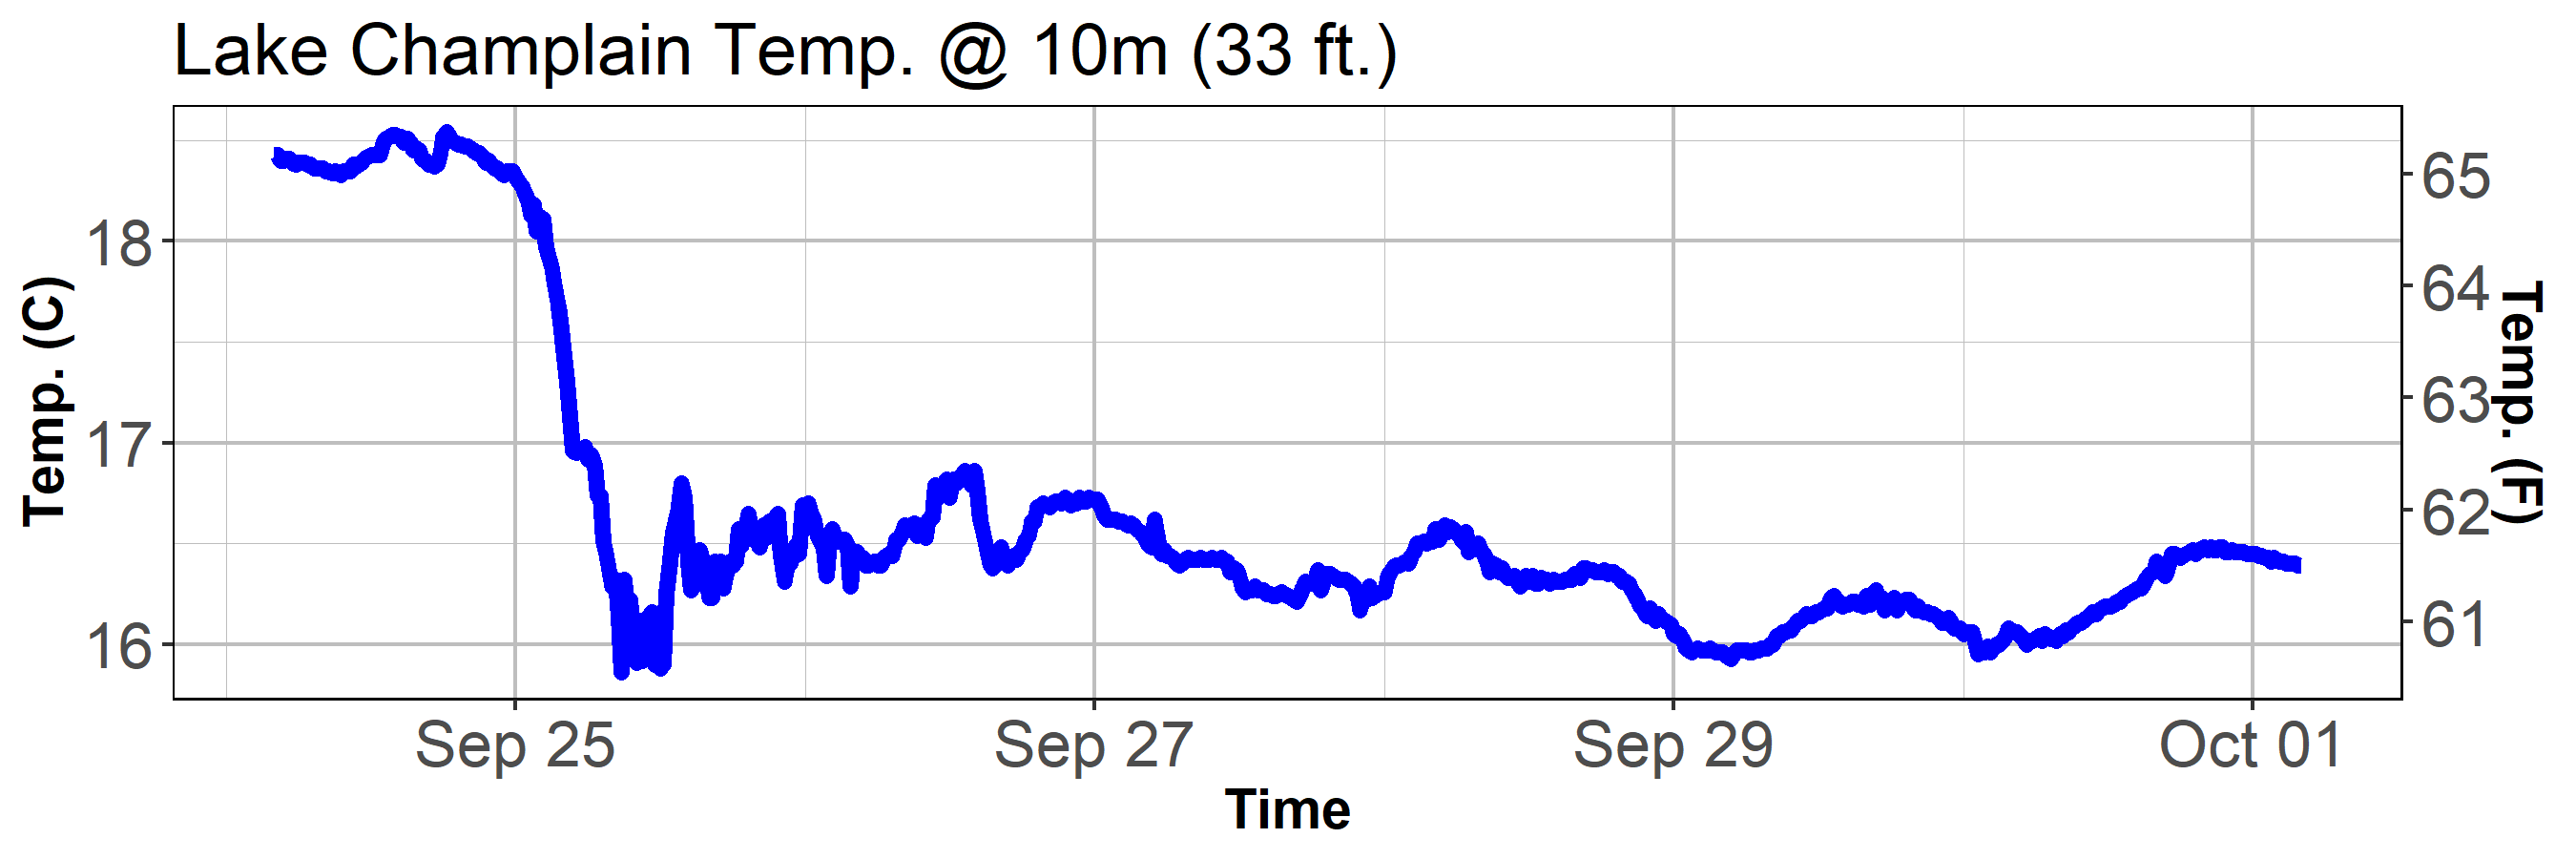 Lake Champlain Temp. @ 10m (33 ft.)
Temp. (C)
18
17
16
65
64
63
62
61
Temp. (F)
Sep 25
Sep 27
Sep 29
Oct 01
Time